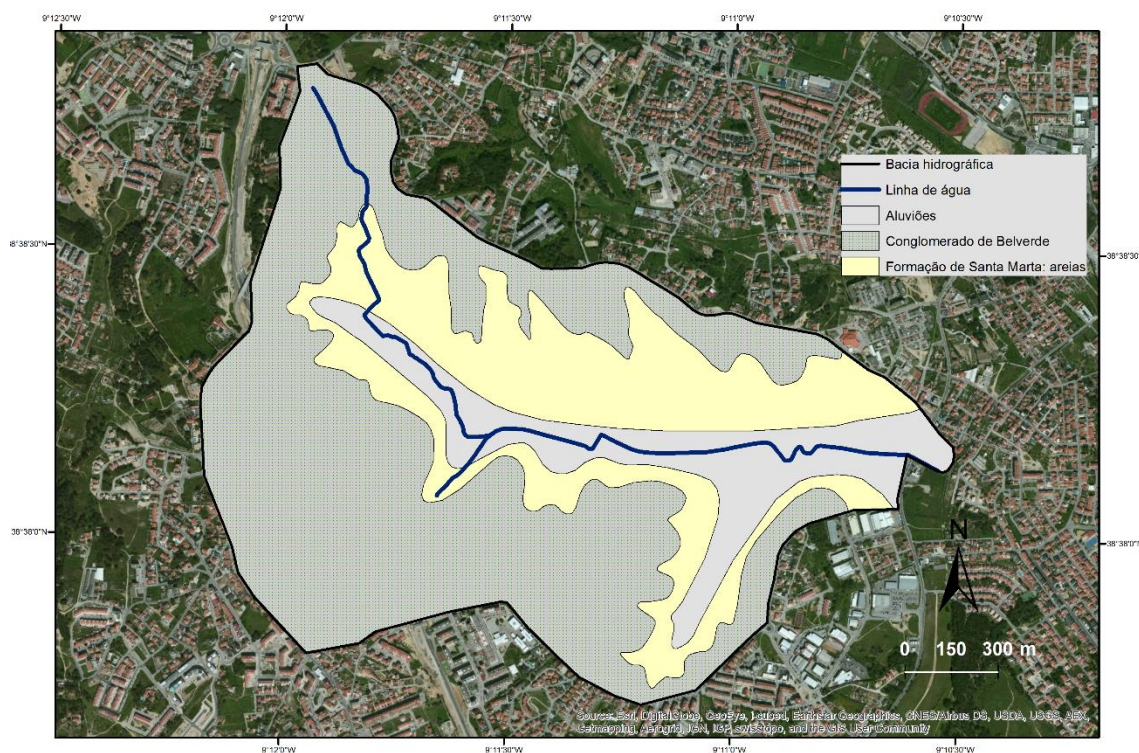 9°12'30"W 9°12'0"W 9°11'30"W 9°11'0"W 9°10'30"W
Bacia hidrográfica
Linha de água
Aluviões
Conglomerado de Belverde
Formação de Santa Marta: areias
8°38'30"N 38°38'30"
38°38'0"N 38°38'0"
N
0 150 300 m
Source: Esri, DigitalGlobe, GeoEye, i-cubed, Earthstar Geographics, CNES/Airbus DS, USDA, USGS, AEX,
Getmapping, Aerogrid, IGN, IGP, swisstopo, and the GIS User Community
9°12'0"W 9°11'30"W 9°11'0"W 9°10'30"W